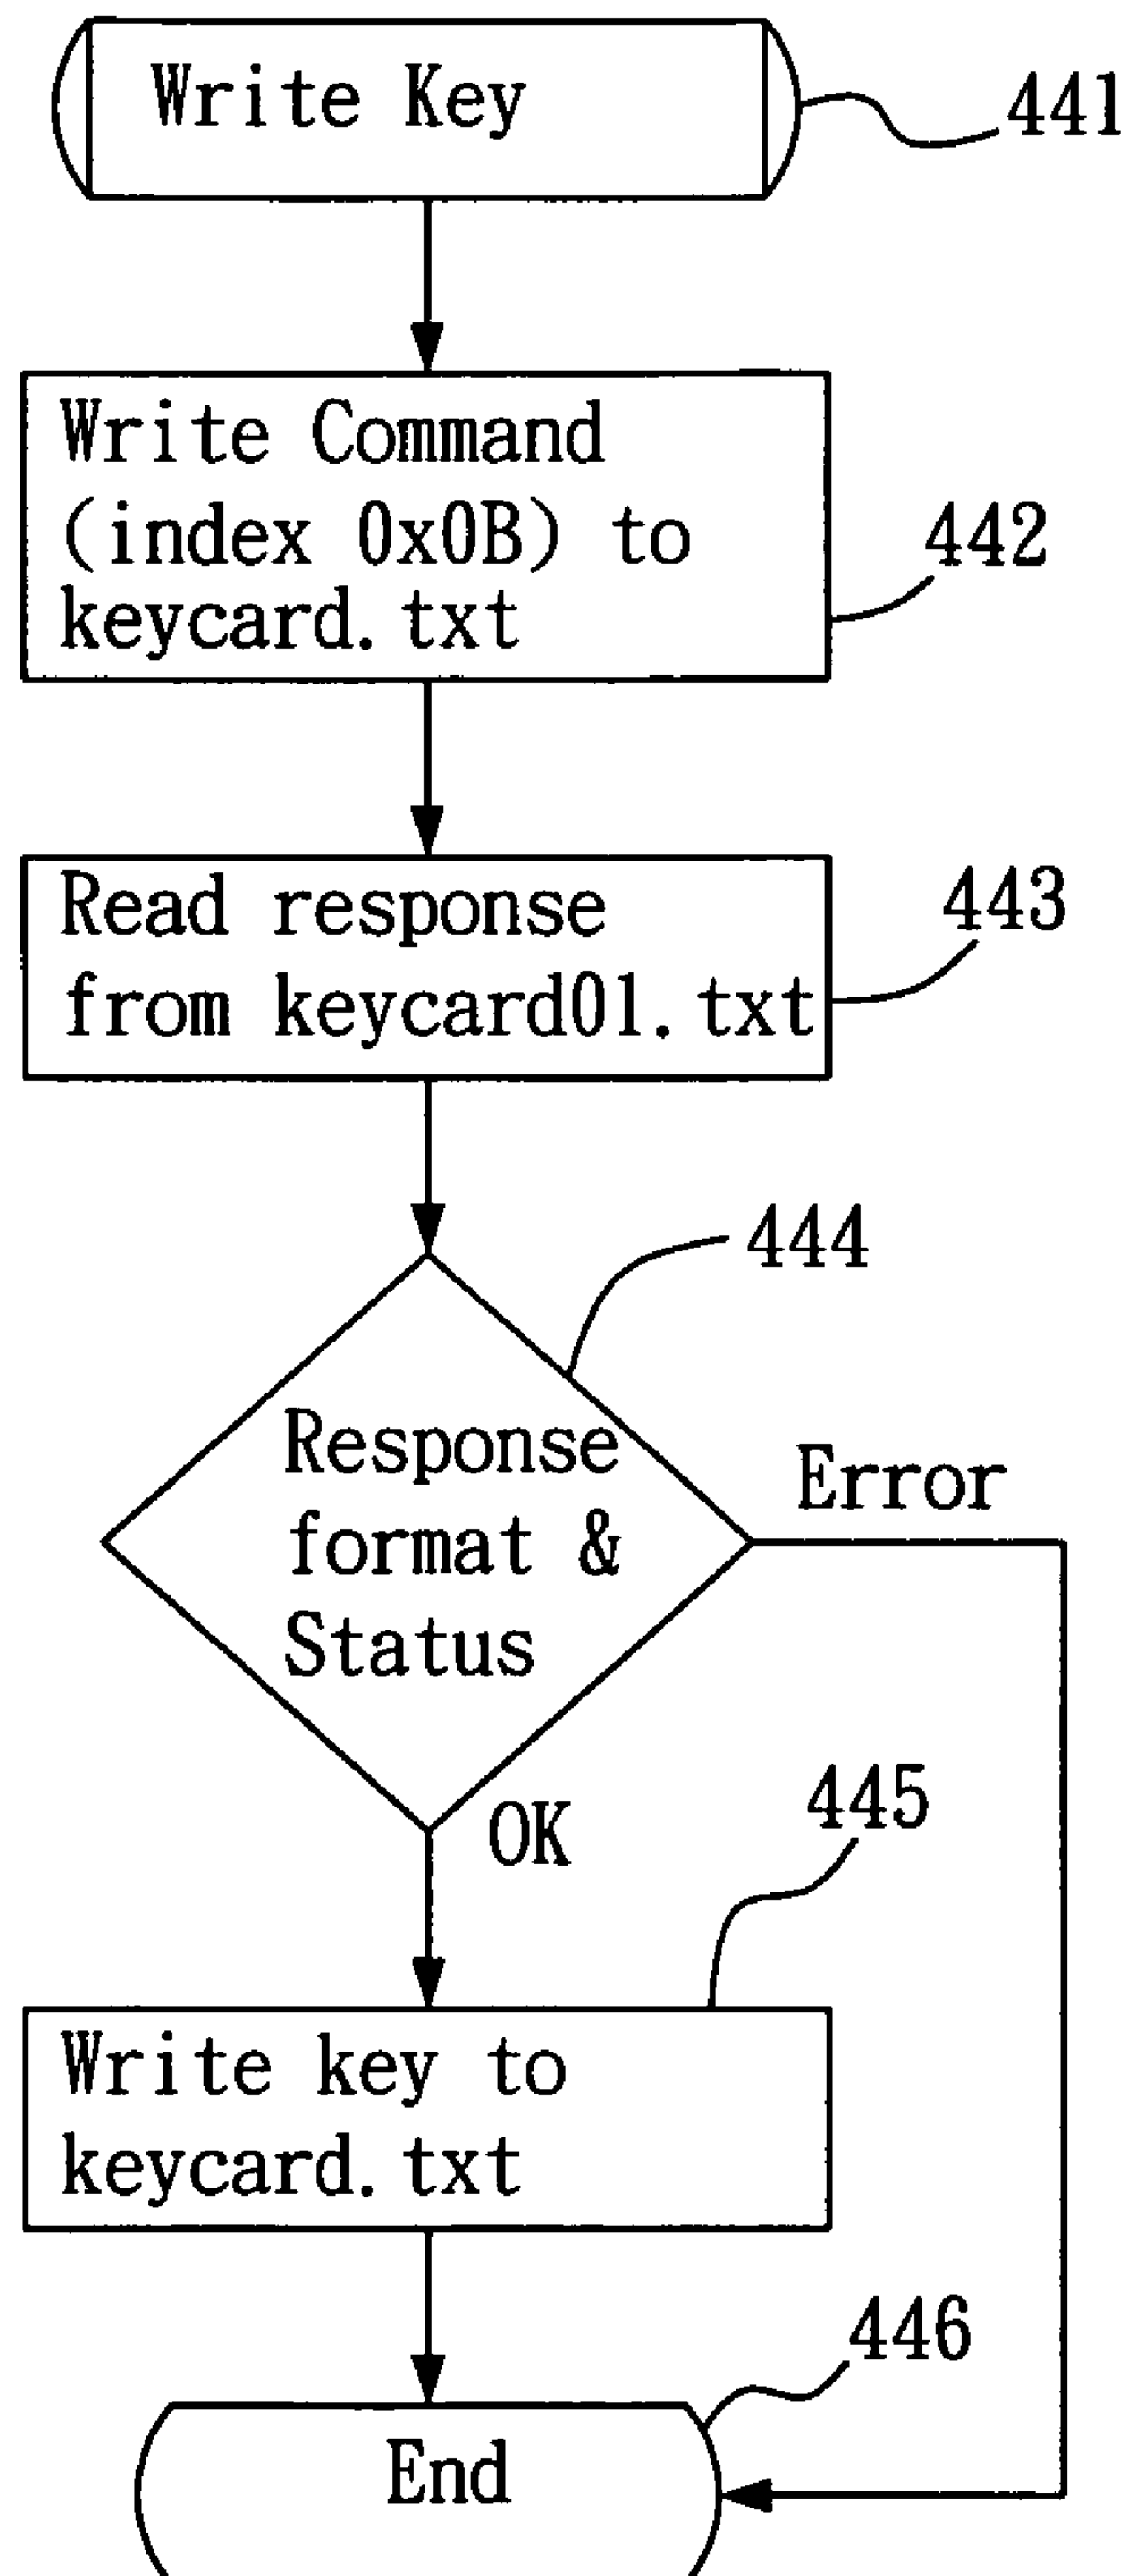 Write Key
441
Write Command
(index 0x0B) to
keycard.txt
442
Read response
from keycard01.txt
443
444
Response
format &
Status
Error
OK
445
Write key to
keycard.txt
446
End